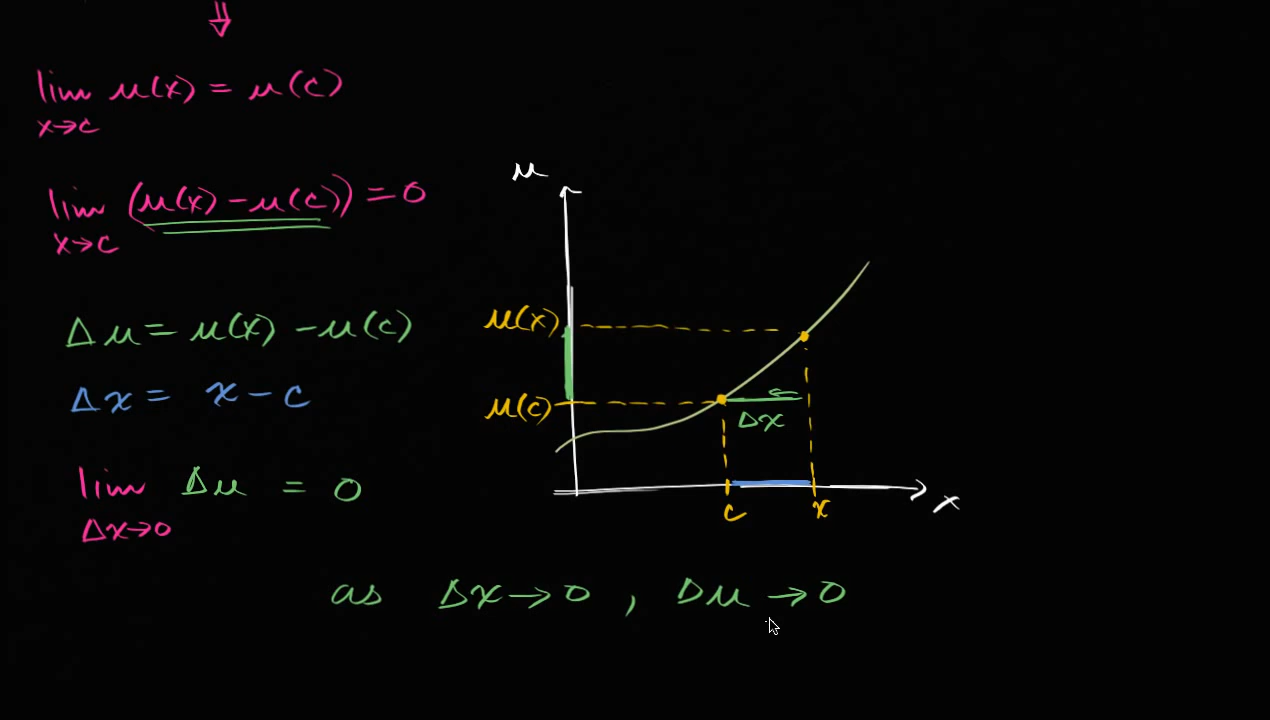 lim u(x) = u(c)
x→c
lim (u(x) - u(c)) = 0
x→c
Δu = u(x) - u(c)
Δx = x - c
lim Δu = 0
Δx→0
u
u(x)
u(c)
Δx
c
x
x
as Δx→0, Δu→0